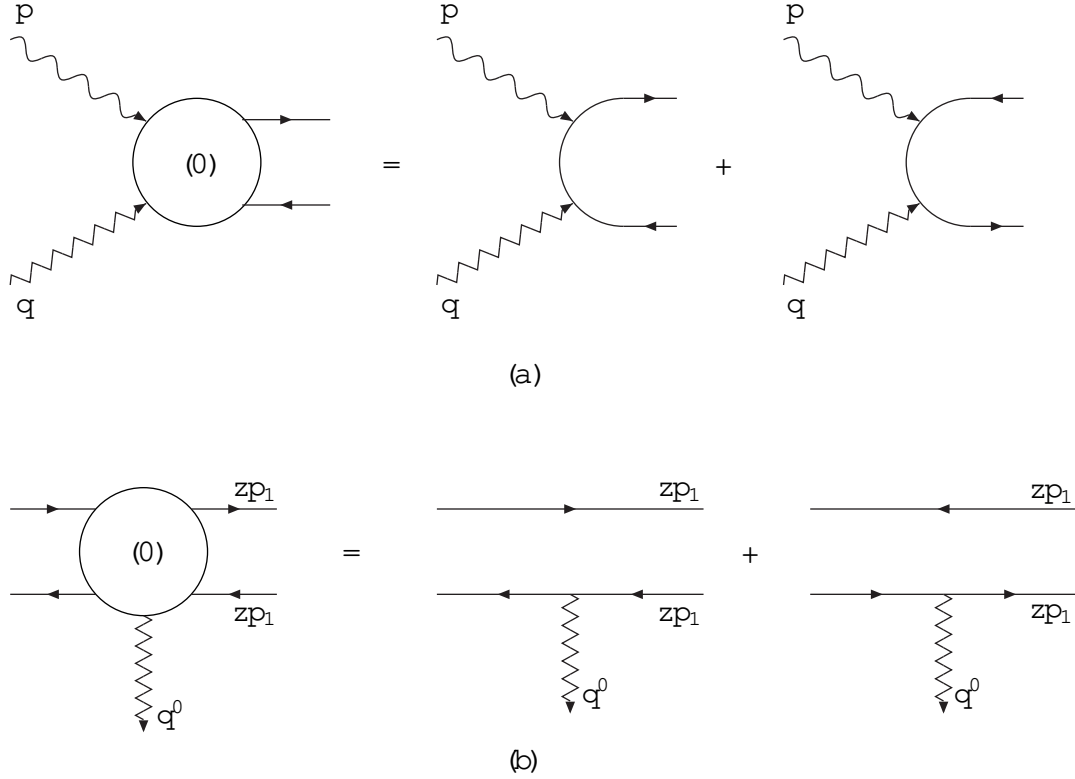 p p p
(0) = +
q q q
(a)
zp₁ zp₁ zp₁
(0) = +
zp₁ zp₁ zp₁
q⁰ q⁰ q⁰
(b)